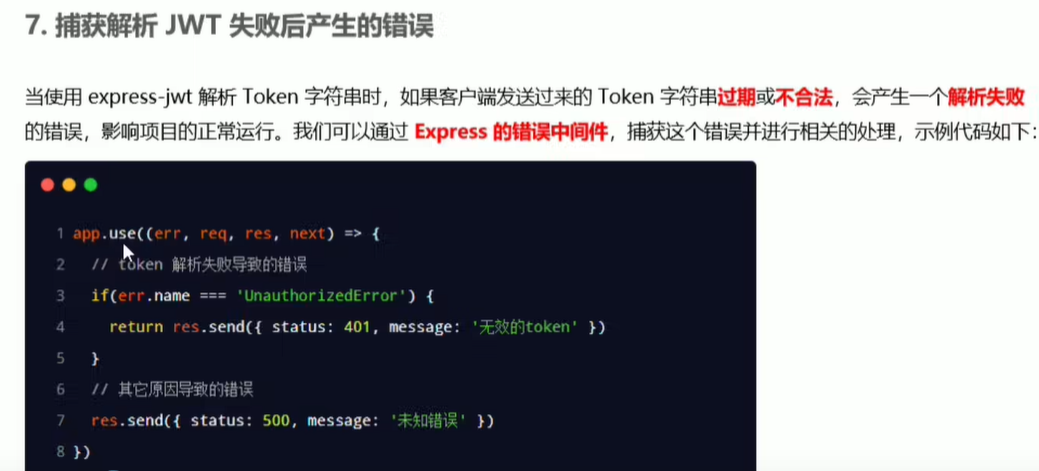 7. 捕获解析 JWT 失败后产生的错误
当使用 express-jwt 解析 Token 字符串时，如果客户端发送过来的 Token 字符串过期或不合法，会产生一个解析失败
的错误，影响项目的正常运行。我们可以通过 Express 的错误中间件，捕获这个错误并进行相关的处理，示例代码如下：
1 app.use((err, req, res, next) => {
2 // token 解析失败导致的错误
3 if(err.name === 'UnauthorizedError') {
4 return res.send({ status: 401, message: '无效的token' })
5 }
6 // 其它原因导致的错误
7 res.send({ status: 500, message: '未知错误' })
8 })